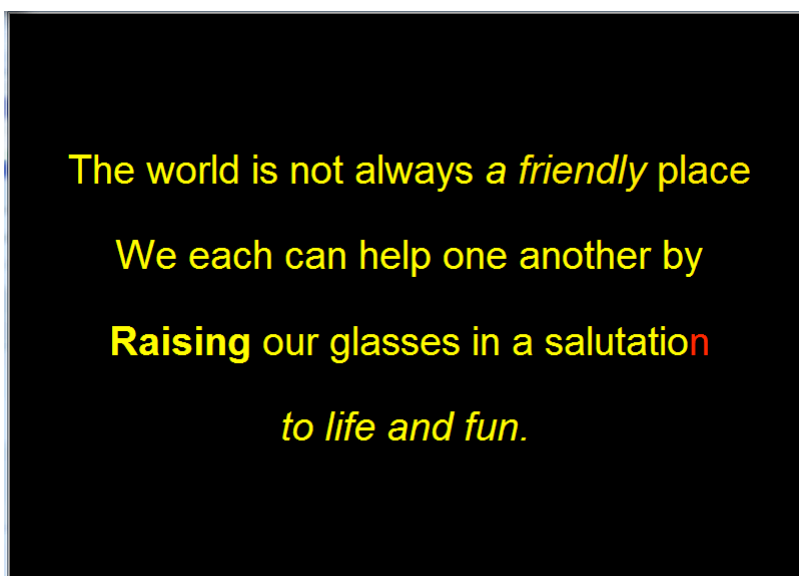 The world is not always a friendly place
We each can help one another by
Raising our glasses in a salutation
to life and fun.